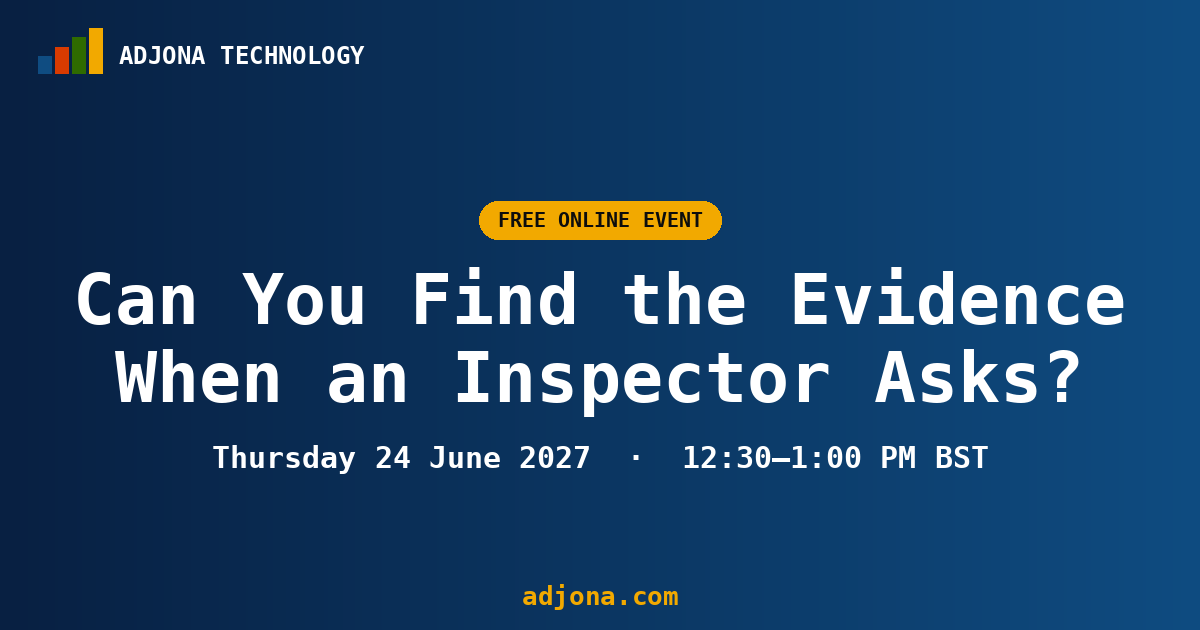 ADJONA TECHNOLOGY
FREE ONLINE EVENT
Can You Find the Evidence
When an Inspector Asks?
Thursday 24 June 2027 · 12:30–1:00 PM BST
adjona.com